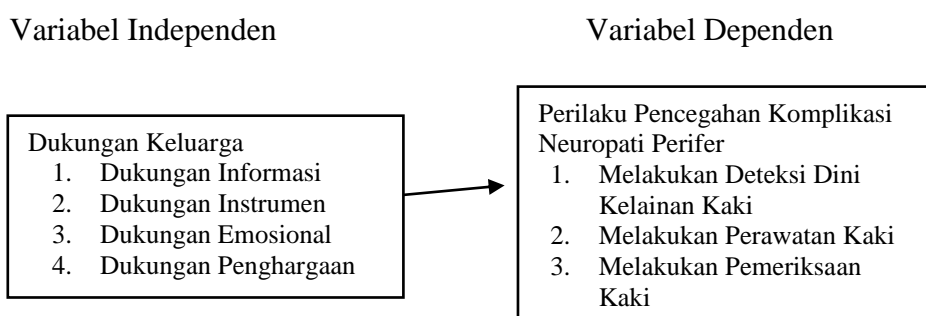 Variabel Independen
Variabel Dependen
Dukungan Keluarga
1. Dukungan Informasi
2. Dukungan Instrumen
3. Dukungan Emosional
4. Dukungan Penghargaan
Perilaku Pencegahan Komplikasi
Neuropati Perifer
1. Melakukan Deteksi Dini
Kelainan Kaki
2. Melakukan Perawatan Kaki
3. Melakukan Pemeriksaan
Kaki